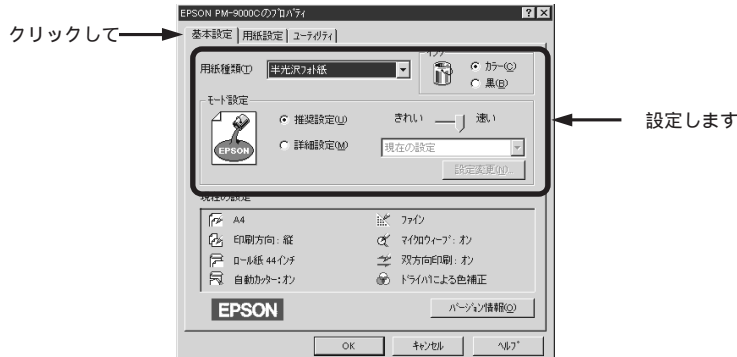 EPSON PM-9000Cのﾌﾟﾛﾊﾟﾃｨ
基本設定 用紙設定 ﾕｰﾃｨﾘﾃｨ
クリックして
用紙種類(T) 半光沢ﾌｫﾄ紙
ｲﾝｸ
ｶﾗｰ(C)
黒(B)
ﾓｰﾄﾞ設定
推奨設定(U) きれい 速い
設定します
EPSON
詳細設定(M) 現在の設定
設定変更(N)...
現在の設定
A4 ﾌｧｲﾝ
印刷方向: 縦 ﾏｲｸﾛｳｨｰﾌﾞ: ｵﾝ
ﾛｰﾙ紙 44ｲﾝﾁ 双方向印刷: ｵﾝ
自動ｶｯﾀｰ: ｵﾝ ﾄﾞﾗｲﾊﾞによる色補正
EPSON ﾊﾞｰｼﾞｮﾝ情報(O)
OK ｷｬﾝｾﾙ ﾍﾙﾌﾟ